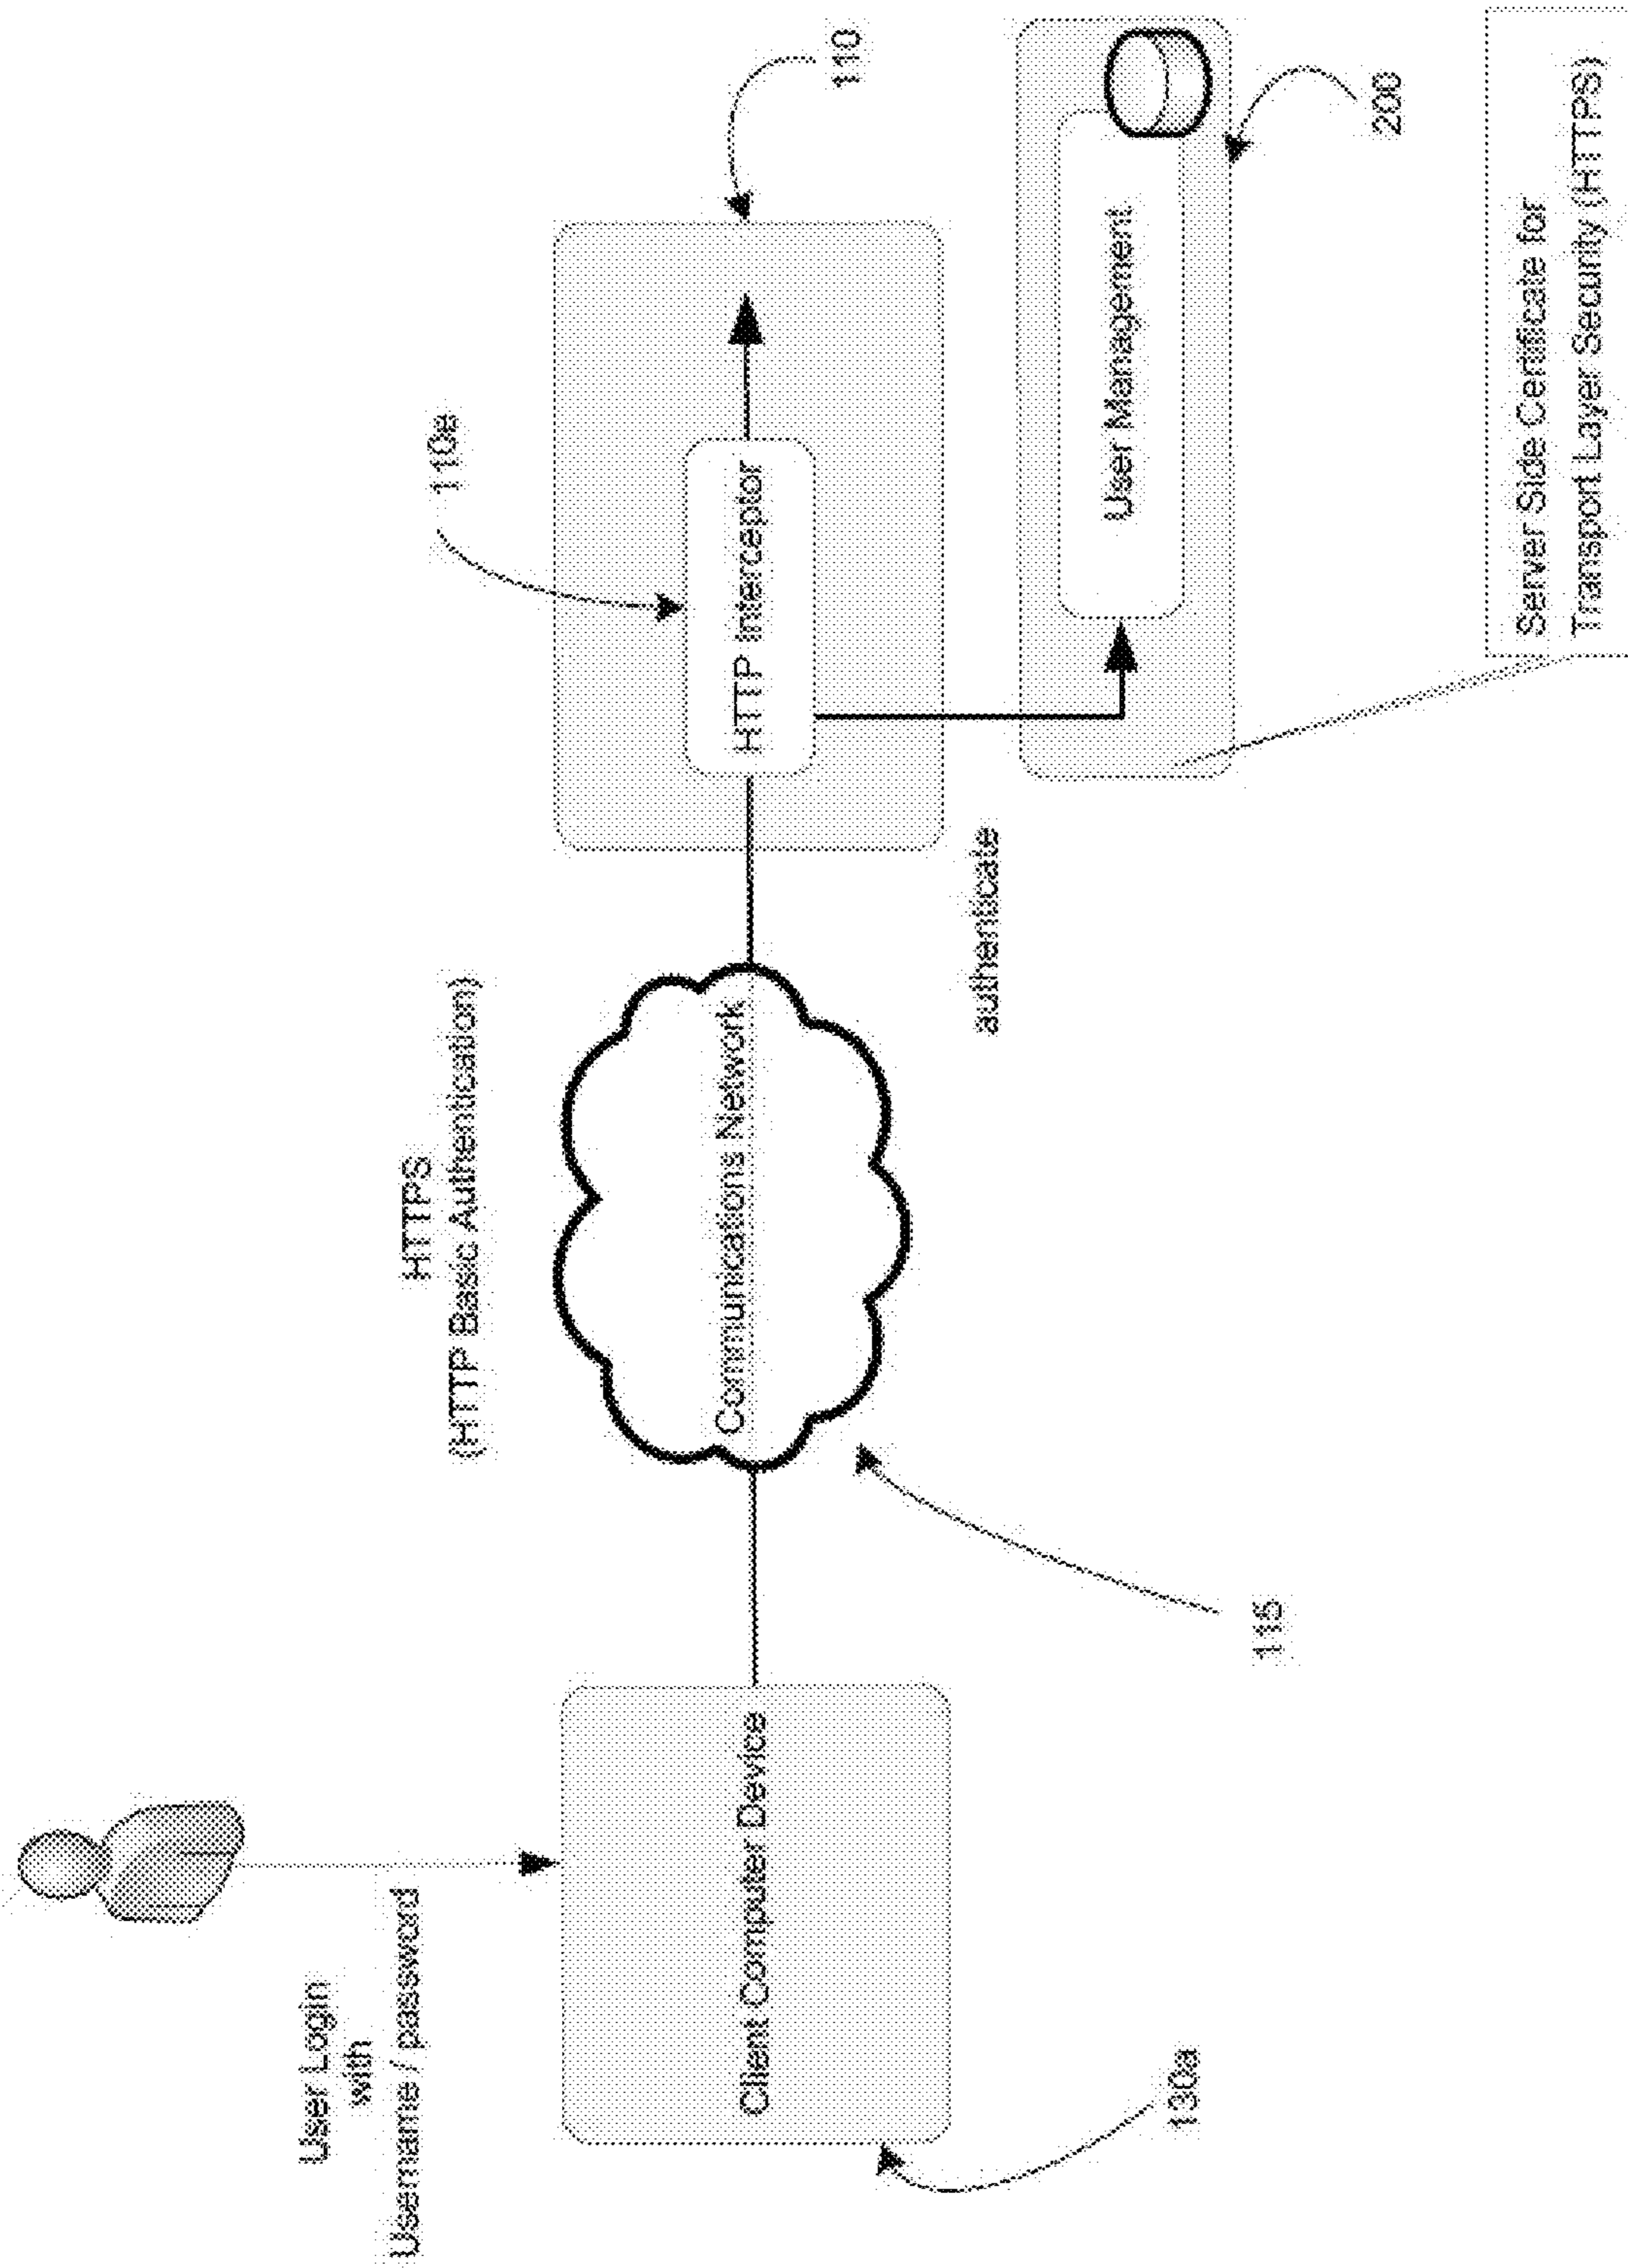 User Login
with
Username / password
HTTPS
(HTTP Basic Authentication)
110e
110
Client Computer Device
Communications Network
HTTP Interceptor
authenticate
User Management
130a
115
200
Server Side Certificate for
Transport Layer Security (HTTPS)